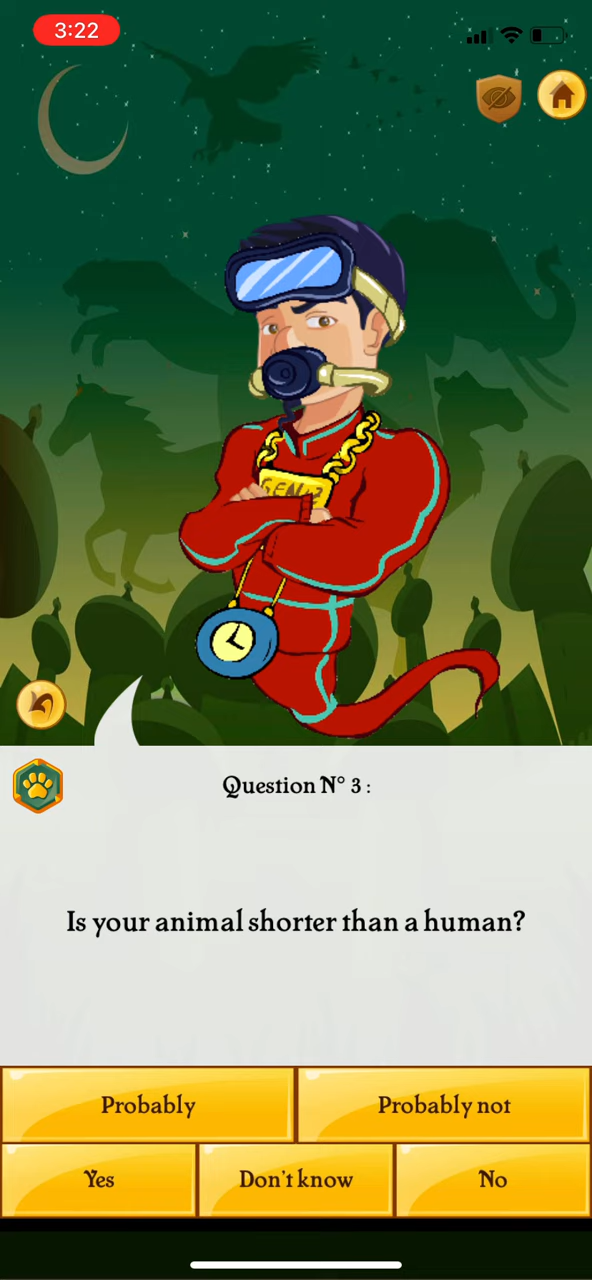 3:22
Question N° 3 :
Is your animal shorter than a human?
Probably
Probably not
Yes
Don't know
No